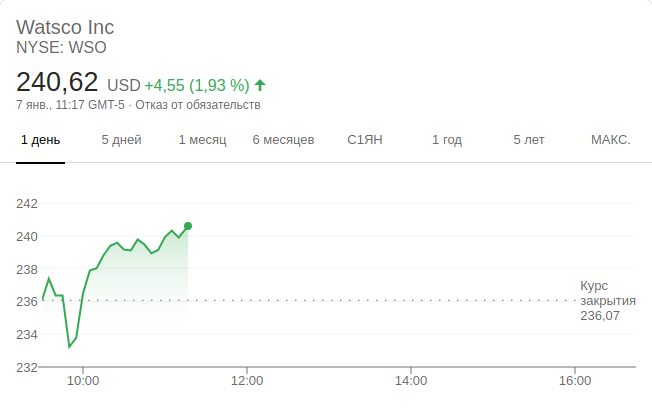 Watsco Inc
NYSE: WSO
240,62 USD +4,55 (1,93 %)
7 янв., 11:17 GMT-5 · Отказ от обязательств
1 день 5 дней 1 месяц 6 месяцев С1ЯН 1 год 5 лет МАКС.
242
240
238
236
234
232
Курс
закрытия
236,07
10:00 12:00 14:00 16:00